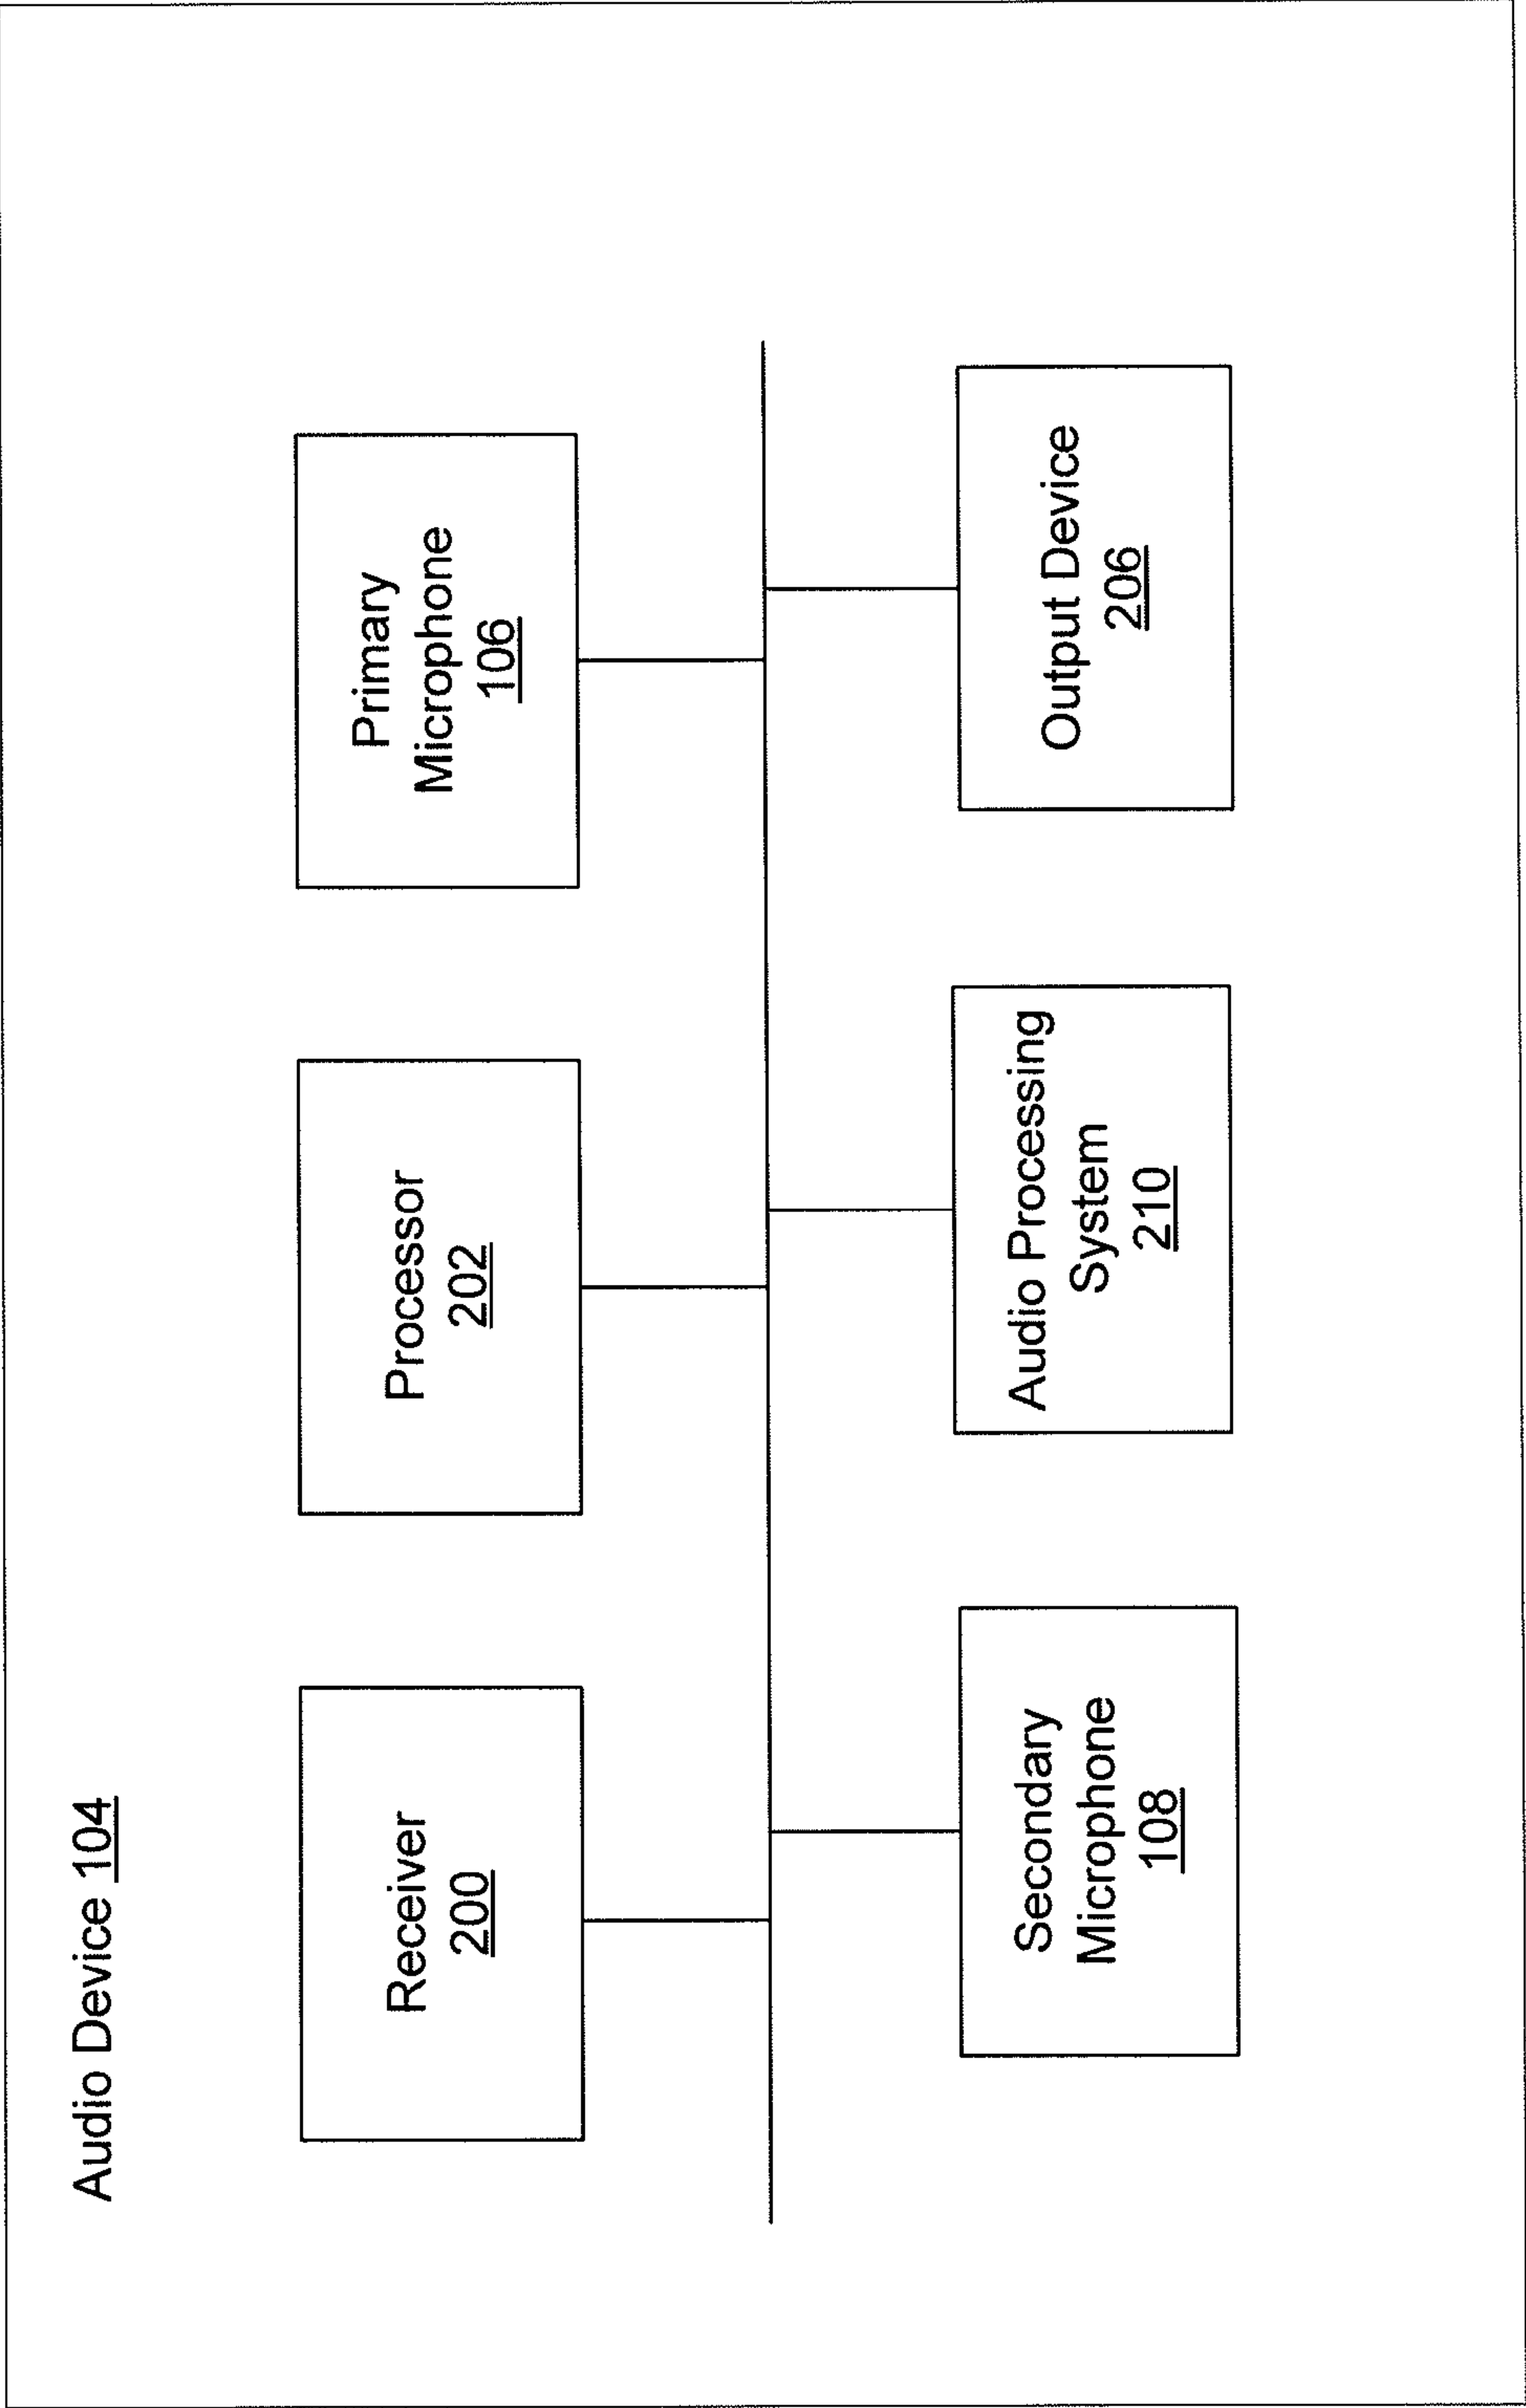 Audio Device 104
Receiver
200
Processor
202
Primary
Microphone
106
Secondary
Microphone
108
Audio Processing
System
210
Output Device
206